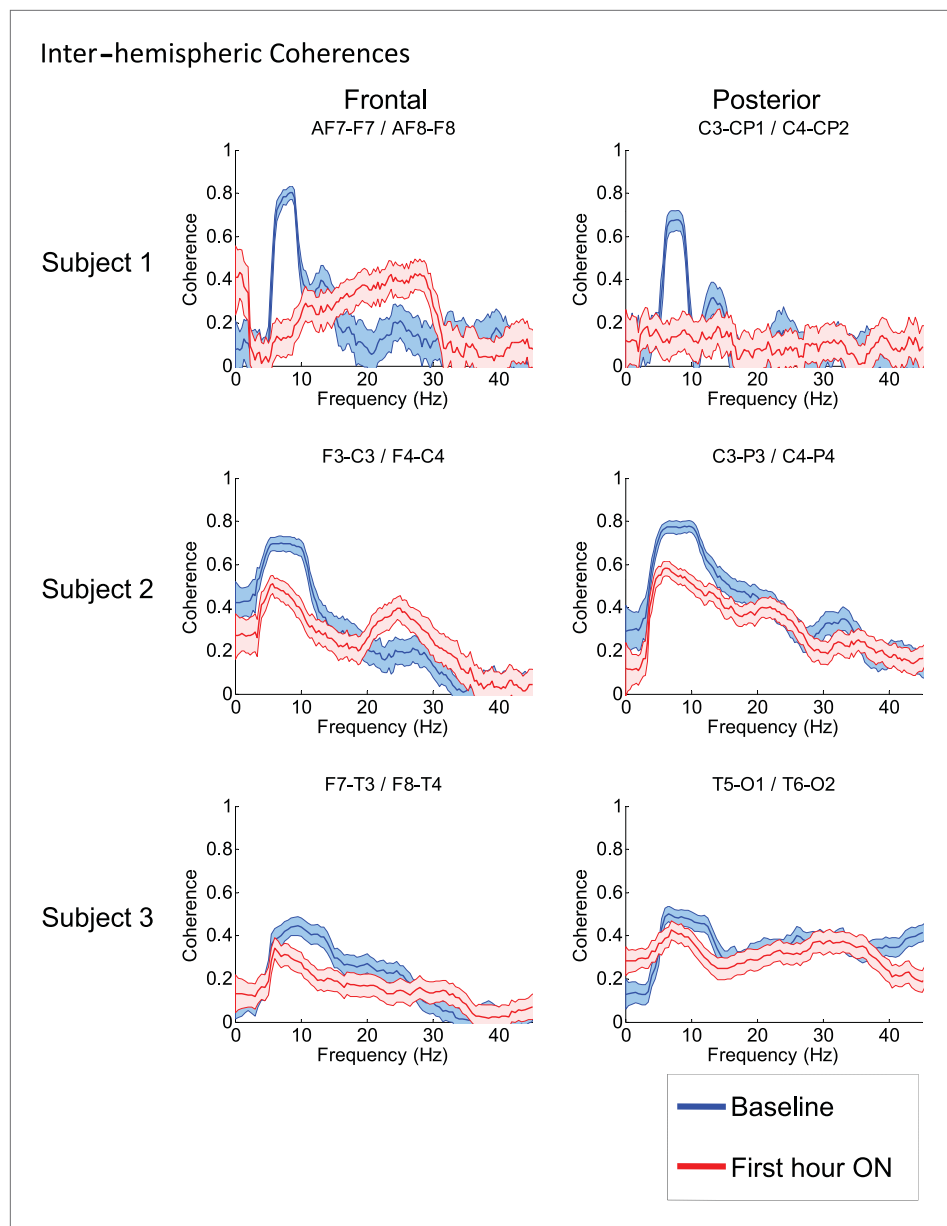 Inter-hemispheric Coherences
Frontal
Posterior
Subject 1
AF7-F7 / AF8-F8
Coherence
1
0.8
0.6
0.4
0.2
0
0 10 20 30 40
Frequency (Hz)
C3-CP1 / C4-CP2
Coherence
1
0.8
0.6
0.4
0.2
0
0 10 20 30 40
Frequency (Hz)
Subject 2
F3-C3 / F4-C4
Coherence
1
0.8
0.6
0.4
0.2
0
0 10 20 30 40
Frequency (Hz)
C3-P3 / C4-P4
Coherence
1
0.8
0.6
0.4
0.2
0
0 10 20 30 40
Frequency (Hz)
Subject 3
F7-T3 / F8-T4
Coherence
1
0.8
0.6
0.4
0.2
0
0 10 20 30 40
Frequency (Hz)
T5-O1 / T6-O2
Coherence
1
0.8
0.6
0.4
0.2
0
0 10 20 30 40
Frequency (Hz)
Baseline
First hour ON